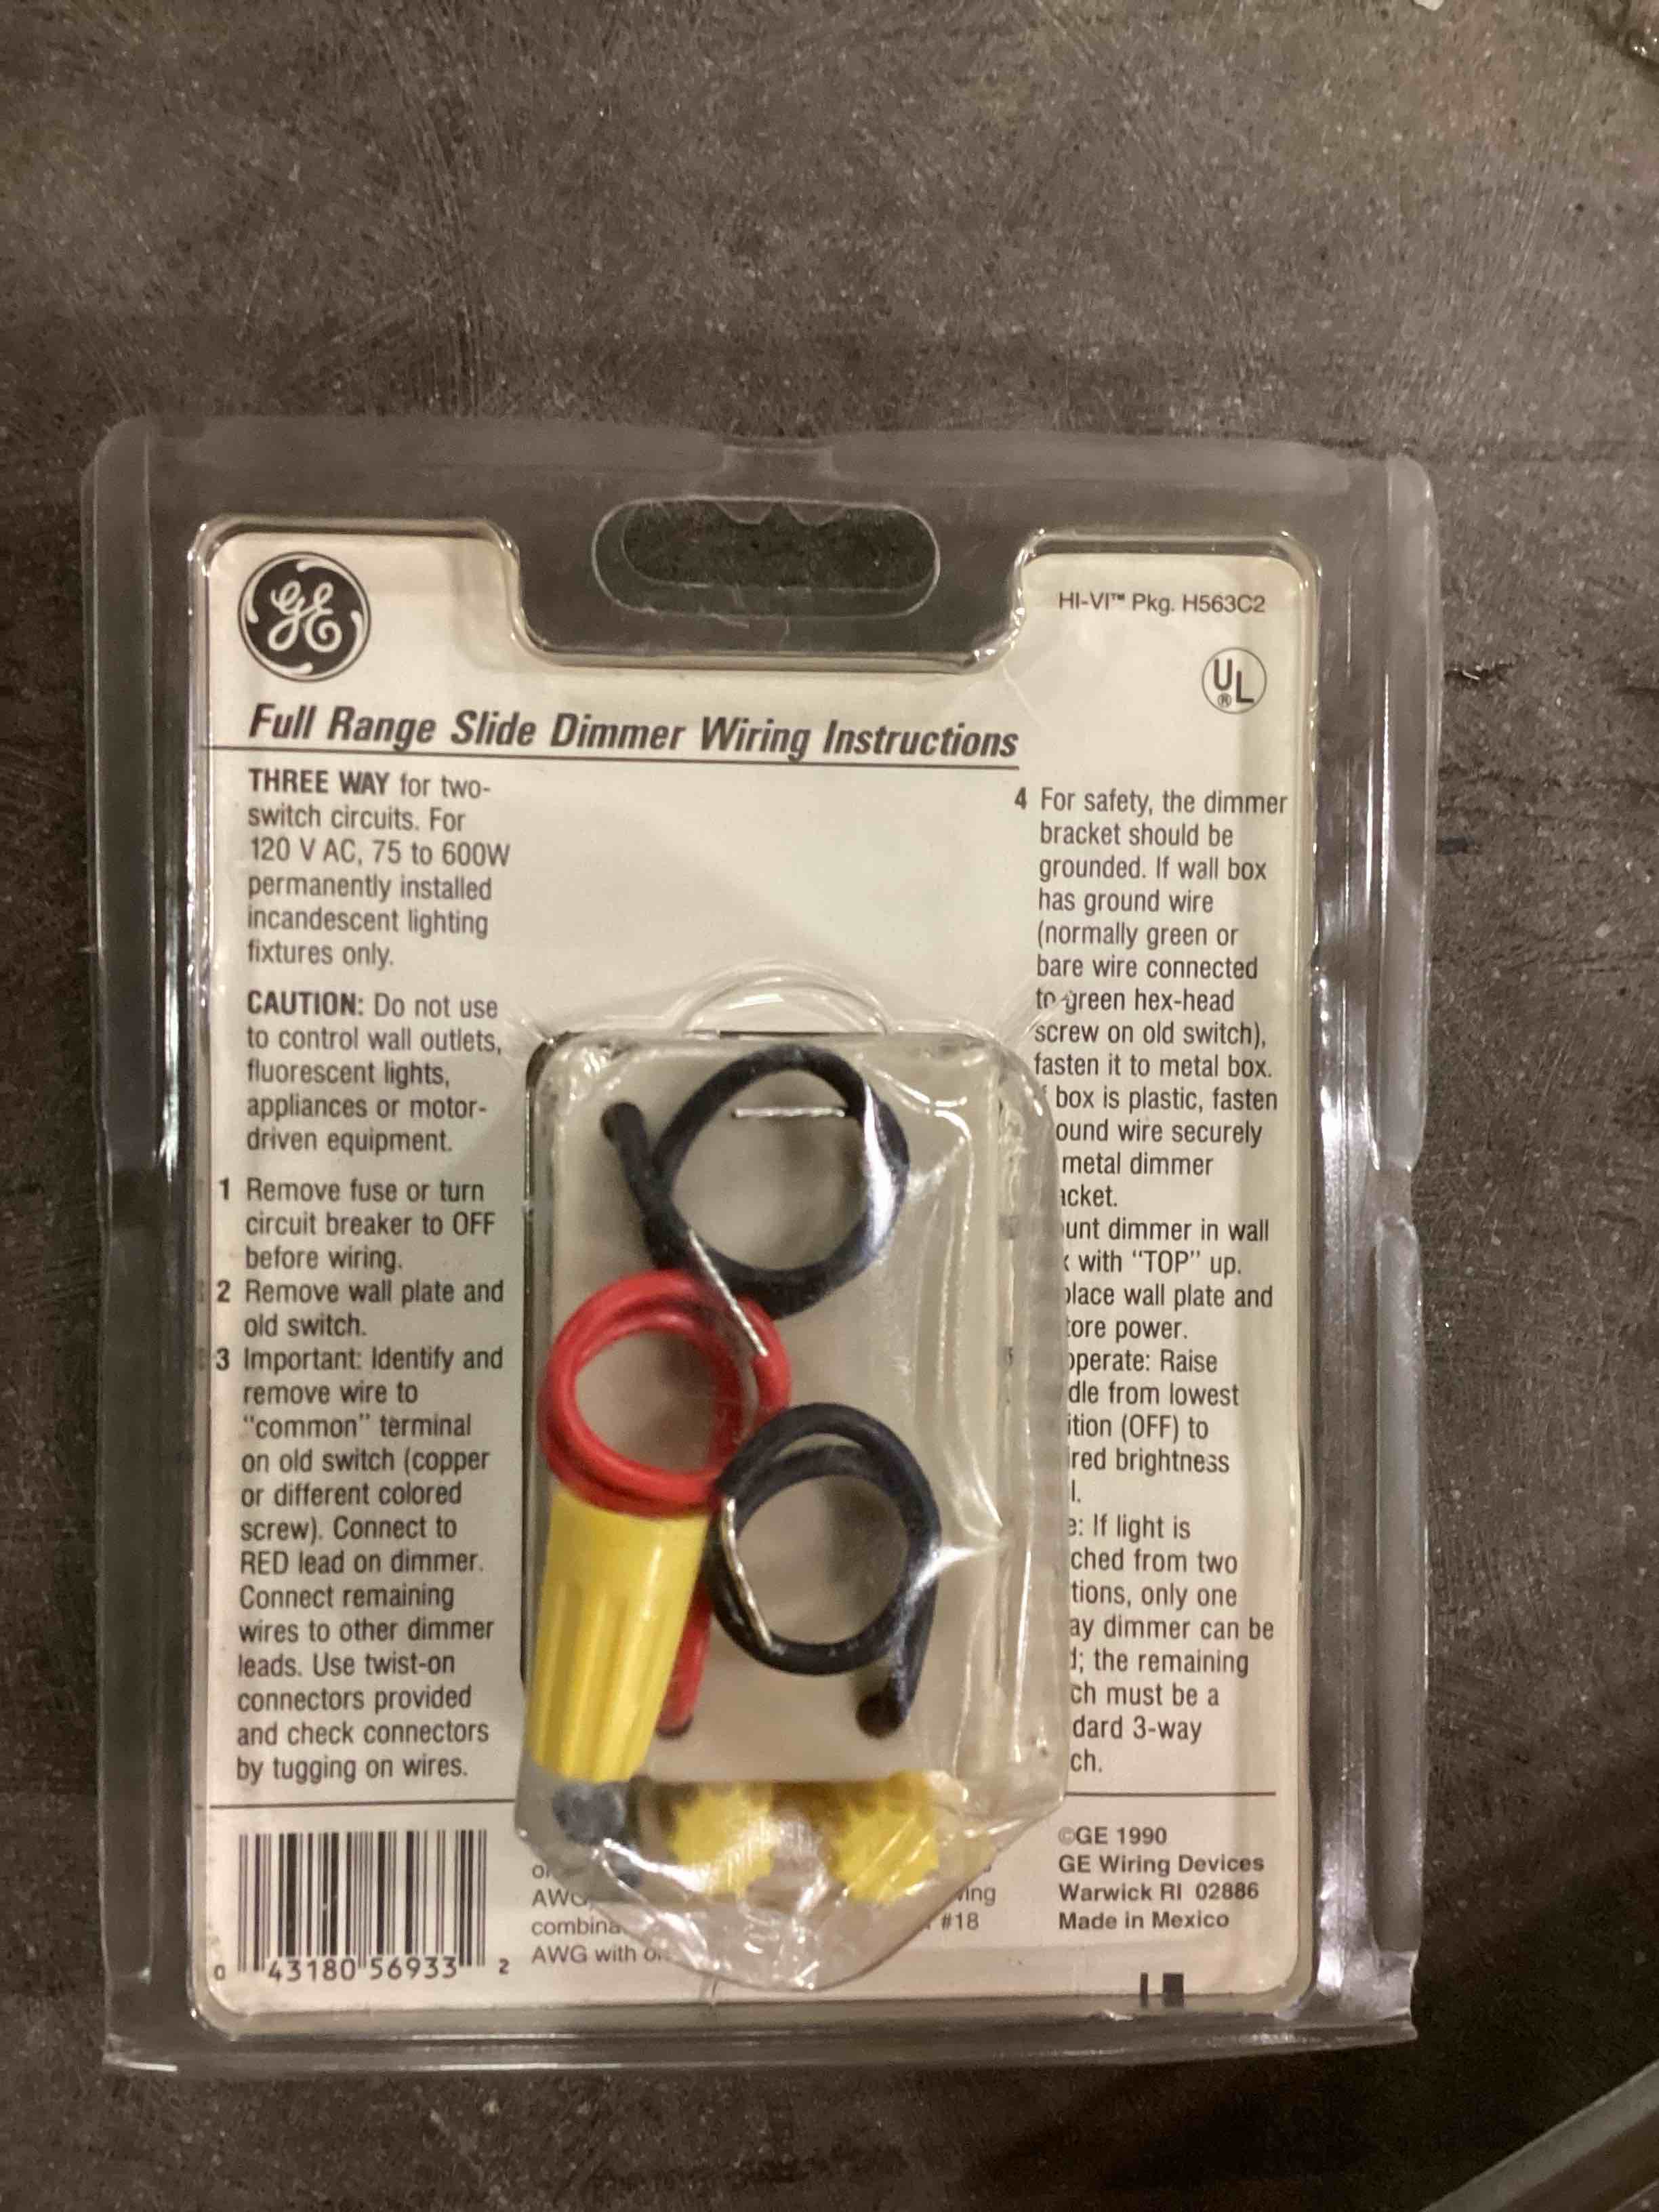 GE
HI-VI™ Pkg. H563C2
UL
®
Full Range Slide Dimmer Wiring Instructions
THREE WAY for two-
switch circuits. For
120 V AC, 75 to 600W
permanently installed
incandescent lighting
fixtures only.
CAUTION: Do not use
to control wall outlets,
fluorescent lights,
appliances or motor-
driven equipment.
1 Remove fuse or turn
circuit breaker to OFF
before wiring.
2 Remove wall plate and
old switch.
3 Important: Identify and
remove wire to
“common” terminal
on old switch (copper
or different colored
screw). Connect to
RED lead on dimmer.
Connect remaining
wires to other dimmer
leads. Use twist-on
connectors provided
and check connectors
by tugging on wires.
4 For safety, the dimmer
bracket should be
grounded. If wall box
has ground wire
(normally green or
bare wire connected
to green hex-head
screw on old switch),
fasten it to metal box.
box is plastic, fasten
ound wire securely
metal dimmer
acket.
unt dimmer in wall
with “TOP” up.
place wall plate and
tore power.
operate: Raise
dle from lowest
ition (OFF) to
ired brightness
l.
e: If light is
ched from two
tions, only one
ay dimmer can be
d; the remaining
ch must be a
dard 3-way
ch.
0 43180 56933 2
AWG
combina
AWG with
wing
#18
©GE 1990
GE Wiring Devices
Warwick RI 02886
Made in Mexico